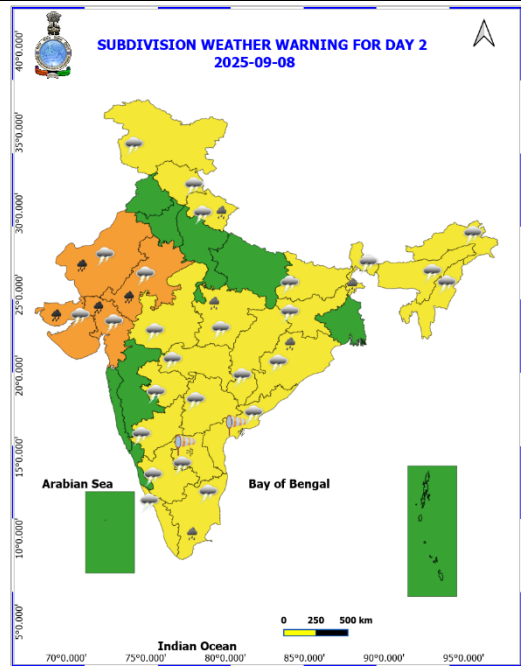 SUBDIVISION WEATHER WARNING FOR DAY 2
2025-09-08
40°0.000'
35°0.000'
30°0.000'
25°0.000'
20°0.000'
15°0.000'
10°0.000'
5°0.000'
Arabian Sea
Bay of Bengal
0 250 500 km
Indian Ocean
70°0.000' 75°0.000' 80°0.000' 85°0.000' 90°0.000' 95°0.000'